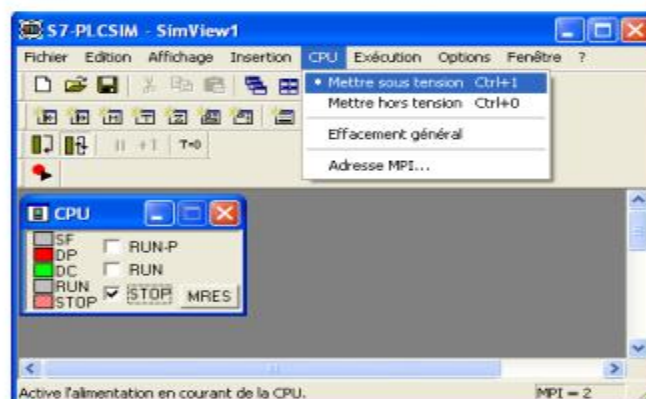 S7-PLCSIM - SimView1
Fichier Edition Affichage Insertion CPU Exécution Options Fenêtre ?
• Mettre sous tension Ctrl+1
Mettre hors tension Ctrl+0
Effacement général
Adresse MPI...
T=0
CPU
SF
DP
DC
RUN
STOP
RUN-P
RUN
STOP
MRES
Active l'alimentation en courant de la CPU.
MPI = 2